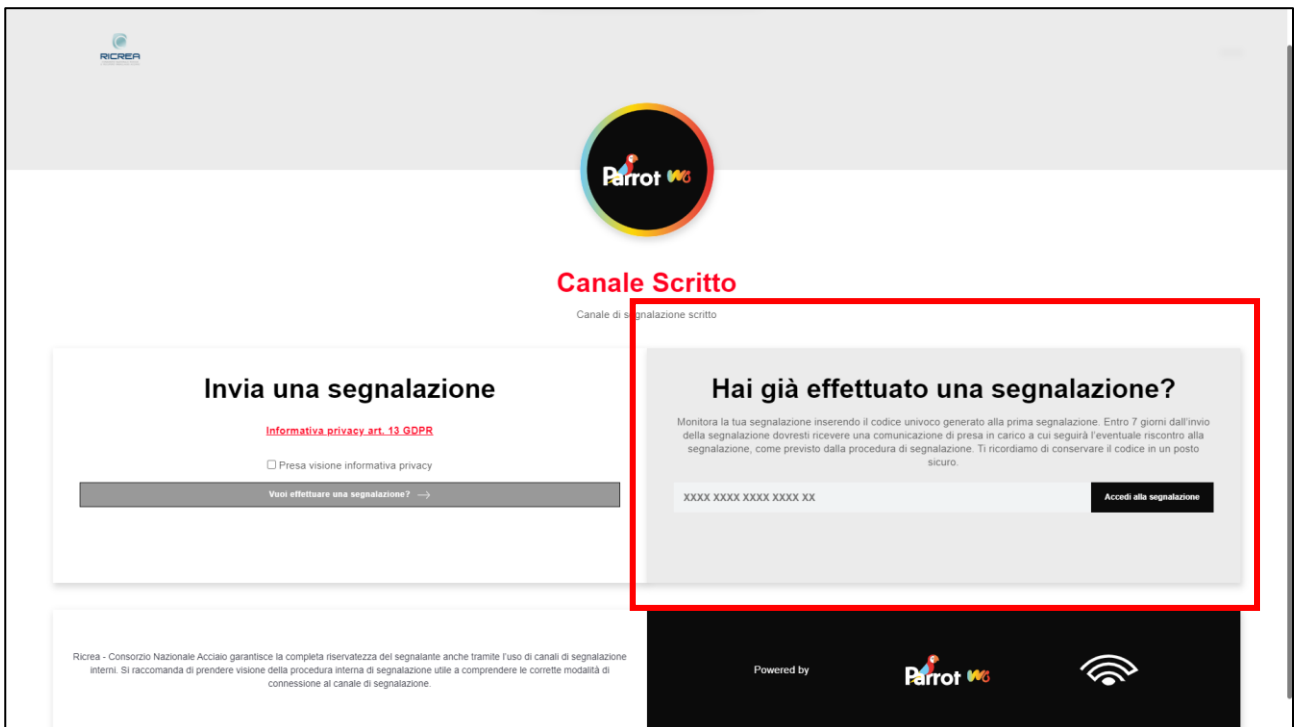 RICREA
Parrot WB
Canale Scritto
Canale di segnalazione scritto
Invia una segnalazione
Informativa privacy art. 13 GDPR
Presa visione informativa privacy
Vuoi effettuare una segnalazione?
Hai già effettuato una segnalazione?
Monitora la tua segnalazione inserendo il codice univoco generato alla prima segnalazione. Entro 7 giorni dall'invio
della segnalazione dovresti ricevere una comunicazione di presa in carico a cui seguirà l'eventuale riscontro alla
segnalazione, come previsto dalla procedura di segnalazione. Ti ricordiamo di conservare il codice in un posto
sicuro.
XXXX XXXX XXXX XXXX XX
Accedi alla segnalazione
Ricrea - Consorzio Nazionale Acciaio garantisce la completa riservatezza del segnalante anche tramite l'uso di canali di segnalazione
interni. Si raccomanda di prendere visione della procedura interna di segnalazione utile a comprendere le corrette modalità di
connessione al canale di segnalazione.
Powered by
Parrot WB